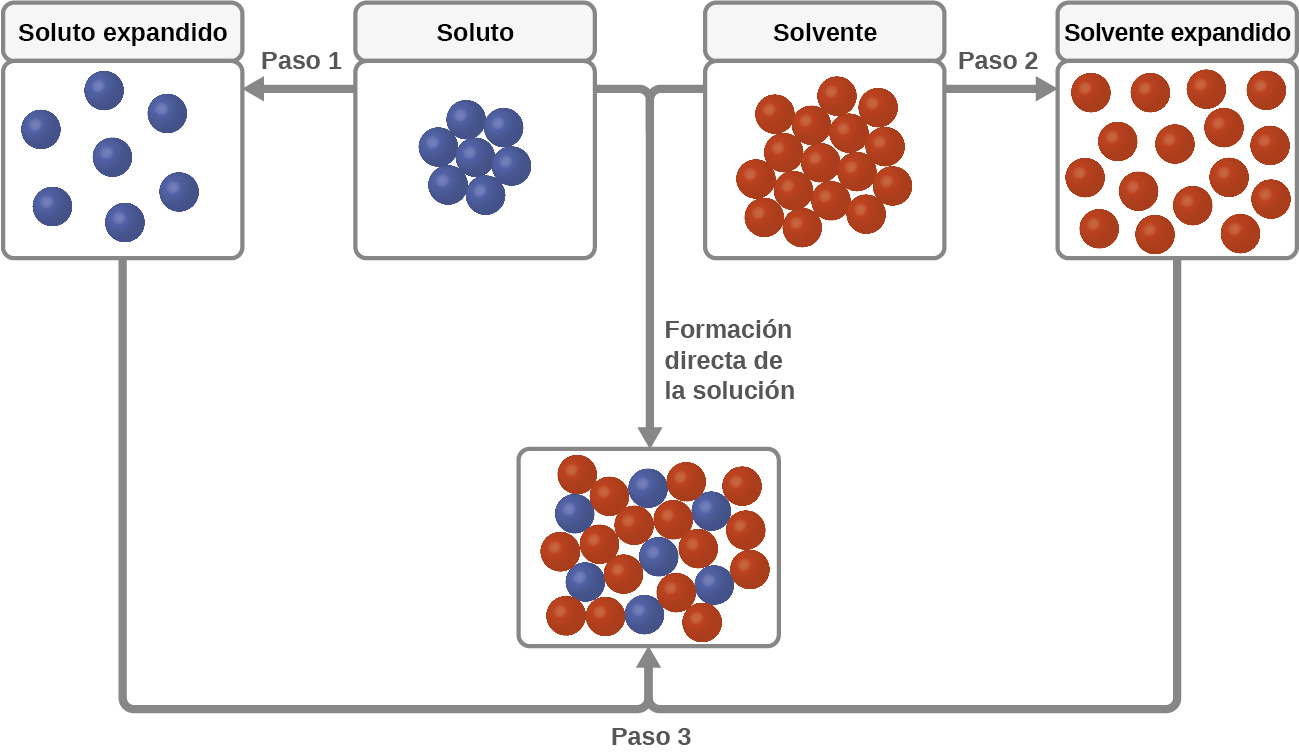 Soluto expandido
Soluto
Solvente
Solvente expandido
Paso 1
Paso 2
Formación
directa de
la solución
Paso 3